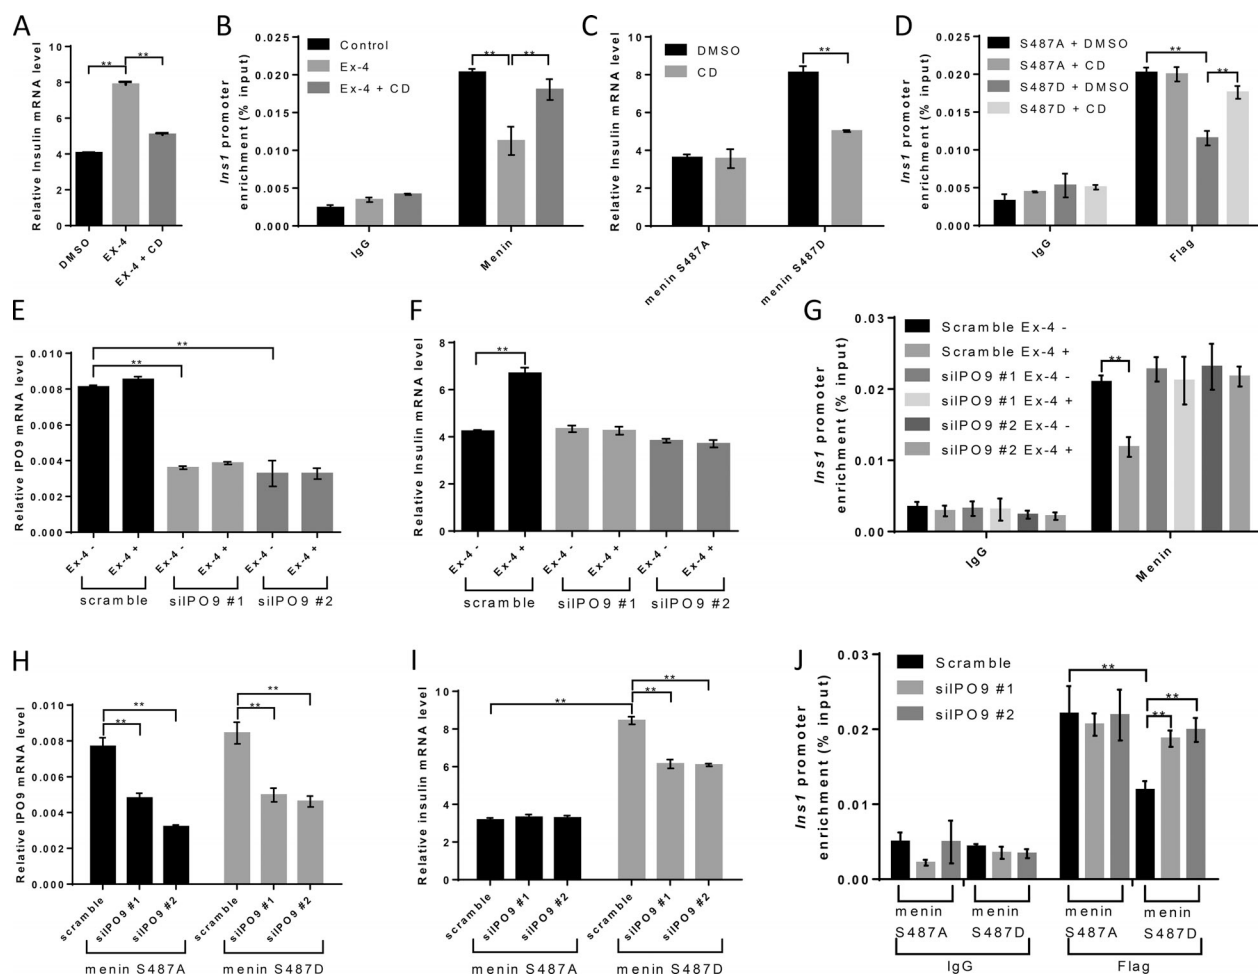 A
Relative Insulin mRNA level
10
8
6
4
2
0
**
**
DMSO
EX-4
EX-4 + CD
B
Ins1 promoter
enrichment (% input)
0.025
0.020
0.015
0.010
0.005
0.000
Control
Ex-4
Ex-4 + CD
**
**
IgG
Menin
C
Relative Insulin mRNA level
10
8
6
4
2
0
DMSO
CD
**
menin S487A
menin S487D
D
Ins1 promoter
enrichment (% input)
0.025
0.020
0.015
0.010
0.005
0.000
S487A + DMSO
S487A + CD
S487D + DMSO
S487D + CD
**
**
IgG
Flag
E
Relative IPO9 mRNA level
0.010
0.008
0.006
0.004
0.002
0.000
**
**
Ex-4 -
Ex-4 +
Ex-4 -
Ex-4 +
Ex-4 -
Ex-4 +
scramble
siIPO9 #1
siIPO9 #2
F
Relative Insulin mRNA level
8
6
4
2
0
**
Ex-4 -
Ex-4 +
Ex-4 -
Ex-4 +
Ex-4 -
Ex-4 +
scramble
siIPO9 #1
siIPO9 #2
G
Ins1 promoter
enrichment (% input)
0.03
0.02
0.01
0.00
Scramble Ex-4 -
Scramble Ex-4 +
siIPO9 #1 Ex-4 -
siIPO9 #1 Ex-4 +
siIPO9 #2 Ex-4 -
siIPO9 #2 Ex-4 +
**
IgG
Menin
H
Relative IPO9 mRNA level
0.010
0.008
0.006
0.004
0.002
0.000
**
**
**
**
scramble
siIPO9 #1
siIPO9 #2
scramble
siIPO9 #1
siIPO9 #2
menin S487A
menin S487D
I
Relative insulin mRNA level
10
8
6
4
2
0
**
**
**
scramble
siIPO9 #1
siIPO9 #2
scramble
siIPO9 #1
siIPO9 #2
menin S487A
menin S487D
J
Ins1 promoter
enrichment (% input)
0.03
0.02
0.01
0.00
Scramble
siIPO9 #1
siIPO9 #2
**
**
**
menin
S487A
menin
S487D
menin
S487A
menin
S487D
IgG
Flag